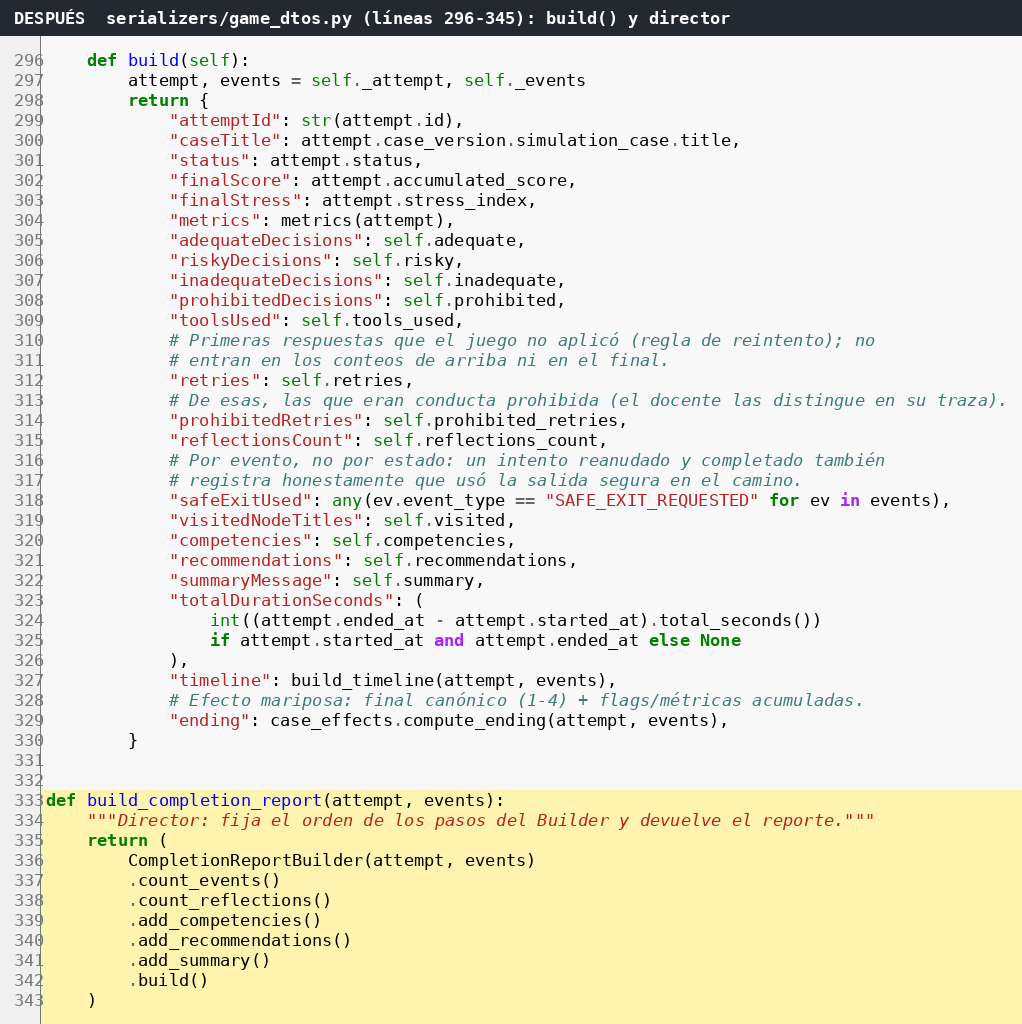 DESPUÉS  serializers/game_dtos.py (líneas 296-345): build() y director
296    def build(self):
297        attempt, events = self._attempt, self._events
298        return {
299            "attemptId": str(attempt.id),
300            "caseTitle": attempt.case_version.simulation_case.title,
301            "status": attempt.status,
302            "finalScore": attempt.accumulated_score,
303            "finalStress": attempt.stress_index,
304            "metrics": metrics(attempt),
305            "adequateDecisions": self.adequate,
306            "riskyDecisions": self.risky,
307            "inadequateDecisions": self.inadequate,
308            "prohibitedDecisions": self.prohibited,
309            "toolsUsed": self.tools_used,
310            # Primeras respuestas que el juego no aplicó (regla de reintento); no
311            # entran en los conteos de arriba ni en el final.
312            "retries": self.retries,
313            # De esas, las que eran conducta prohibida (el docente las distingue en su traza).
314            "prohibitedRetries": self.prohibited_retries,
315            "reflectionsCount": self.reflections_count,
316            # Por evento, no por estado: un intento reanudado y completado también
317            # registra honestamente que usó la salida segura en el camino.
318            "safeExitUsed": any(ev.event_type == "SAFE_EXIT_REQUESTED" for ev in events),
319            "visitedNodeTitles": self.visited,
320            "competencies": self.competencies,
321            "recommendations": self.recommendations,
322            "summaryMessage": self.summary,
323            "totalDurationSeconds": (
324                int((attempt.ended_at - attempt.started_at).total_seconds())
325                if attempt.started_at and attempt.ended_at else None
326            ),
327            "timeline": build_timeline(attempt, events),
328            # Efecto mariposa: final canónico (1-4) + flags/métricas acumuladas.
329            "ending": case_effects.compute_ending(attempt, events),
330        }
331
332
333def build_completion_report(attempt, events):
334    """Director: fija el orden de los pasos del Builder y devuelve el reporte."""
335    return (
336        CompletionReportBuilder(attempt, events)
337        .count_events()
338        .count_reflections()
339        .add_competencies()
340        .add_recommendations()
341        .add_summary()
342        .build()
343    )